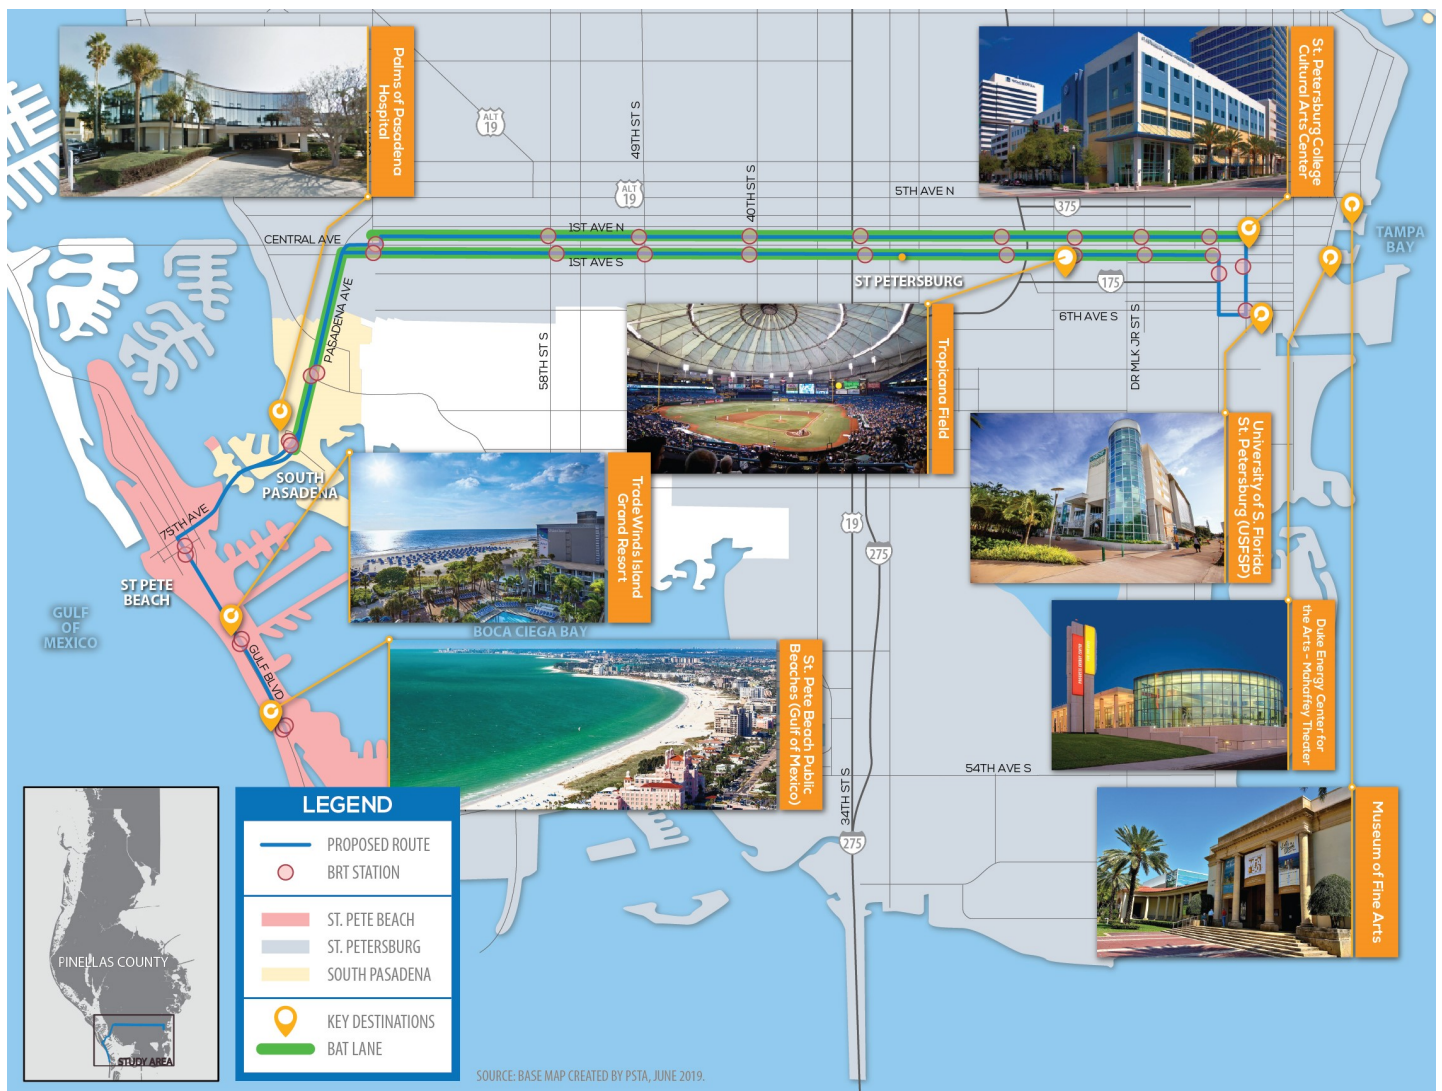 Palms of Pasadena
Hospital
ALT
19
49TH ST S
ALT
19
40TH ST S
5TH AVE N
375
St. Petersburg College
Cultural Arts Center
TAMPA
BAY
CENTRAL AVE
1ST AVE N
1ST AVE S
ST PETERSBURG
175
6TH AVE S
DR MLK JR ST S
PASADENA AVE
58TH ST S
Tropicana Field
University of S. Florida
St. Petersburg (USFSP)
SOUTH
PASADENA
75TH AVE
ST PETE
BEACH
GULF
OF
MEXICO
GULF BLVD
TradeWinds Island
Grand Resort
BOCA CIEGA BAY
19
275
St. Pete Beach Public
Beaches (Gulf of Mexico)
Duke Energy Center for
the Arts - Mahaffey Theater
54TH AVE S
34TH ST S
275
Museum of Fine Arts
PINELLAS COUNTY
STUDY AREA
LEGEND
PROPOSED ROUTE
BRT STATION
ST. PETE BEACH
ST. PETERSBURG
SOUTH PASADENA
KEY DESTINATIONS
BAT LANE
SOURCE: BASE MAP CREATED BY PSTA, JUNE 2019.